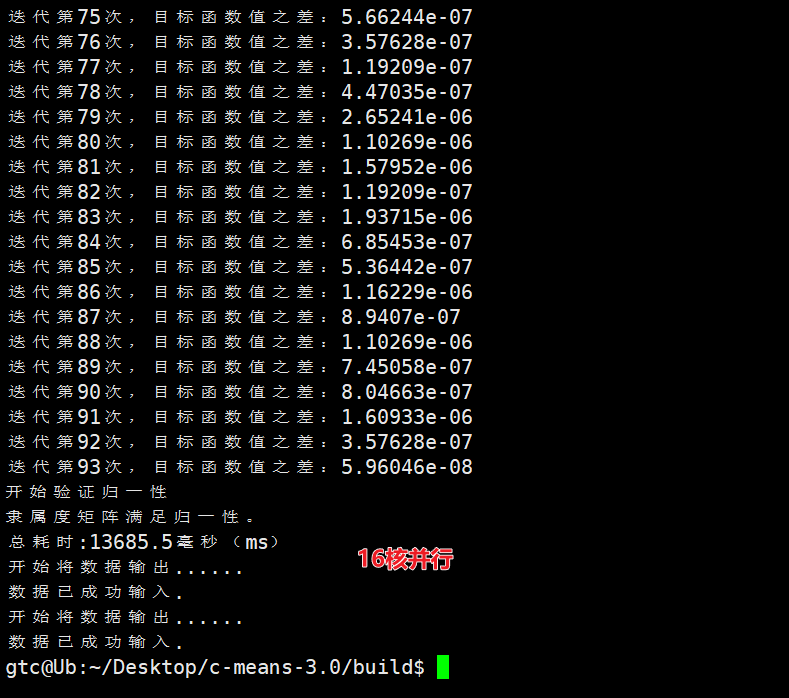 迭代第75次，目标函数值之差：5.66244e-07
迭代第76次，目标函数值之差：3.57628e-07
迭代第77次，目标函数值之差：1.19209e-07
迭代第78次，目标函数值之差：4.47035e-07
迭代第79次，目标函数值之差：2.65241e-06
迭代第80次，目标函数值之差：1.10269e-06
迭代第81次，目标函数值之差：1.57952e-06
迭代第82次，目标函数值之差：1.19209e-07
迭代第83次，目标函数值之差：1.93715e-06
迭代第84次，目标函数值之差：6.85453e-07
迭代第85次，目标函数值之差：5.36442e-07
迭代第86次，目标函数值之差：1.16229e-06
迭代第87次，目标函数值之差：8.9407e-07
迭代第88次，目标函数值之差：1.10269e-06
迭代第89次，目标函数值之差：7.45058e-07
迭代第90次，目标函数值之差：8.04663e-07
迭代第91次，目标函数值之差：1.60933e-06
迭代第92次，目标函数值之差：3.57628e-07
迭代第93次，目标函数值之差：5.96046e-08
开始验证归一性
隶属度矩阵满足归一性。
总耗时:13685.5毫秒（ms）
16核并行
开始将数据输出......
数据已成功输入.
开始将数据输出......
数据已成功输入.
gtc@Ub:~/Desktop/c-means-3.0/build$